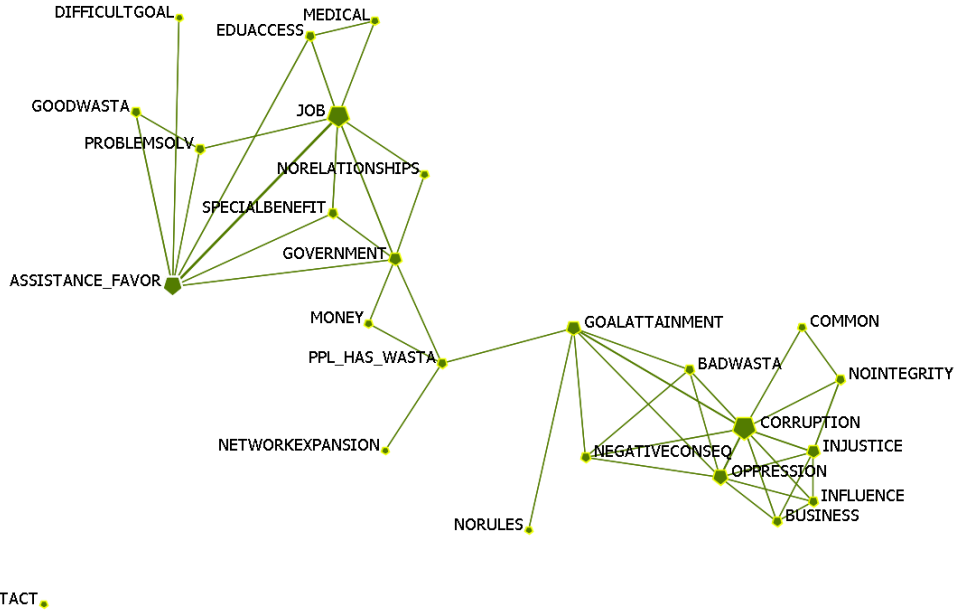 DIFFICULTGOAL
MEDICAL
EDUACCESS
GOODWASTA
JOB
PROBLEMSOLV
NORELATIONSHIPS
SPECIALBENEFIT
GOVERNMENT
ASSISTANCE_FAVOR
MONEY
GOALATTAINMENT
COMMON
PPL_HAS_WASTA
BADWASTA
NOINTEGRITY
CORRUPTION
NETWORKEXPANSION
NEGATIVECONSEQ
INJUSTICE
OPPRESSION
INFLUENCE
BUSINESS
NORULES
TACT